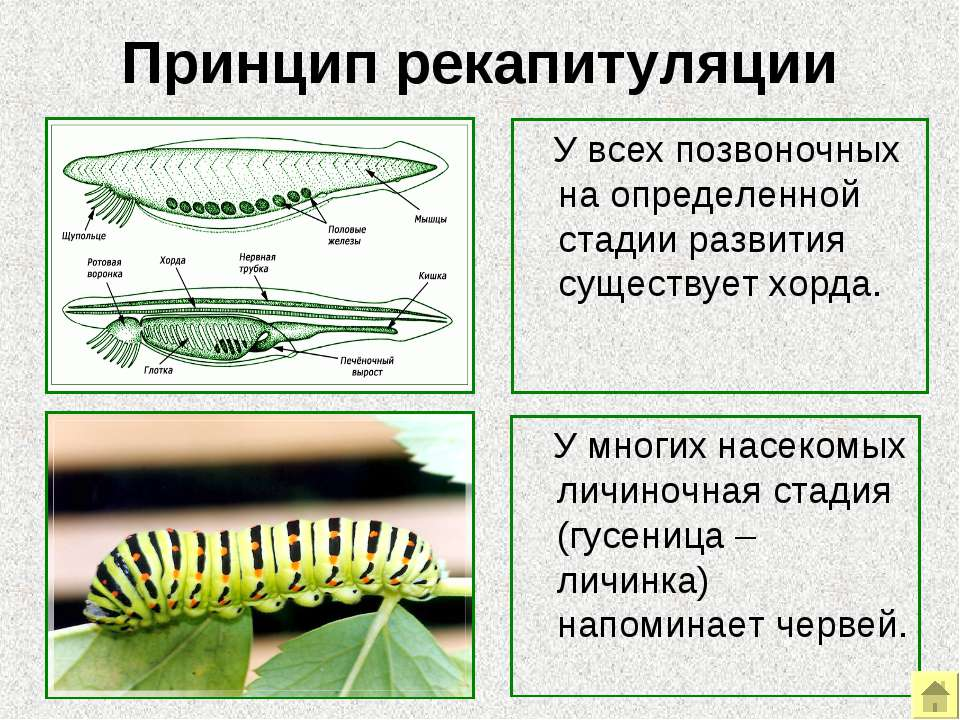 Принцип рекапитуляции
Щупольце
Половые
железы
Мышцы
Ротовая
воронка
Хорда
Нервная
трубка
Кишка
Глотка
Печёночный
вырост
У всех позвоночных
на определенной
стадии развития
существует хорда.
У многих насекомых
личиночная стадия
(гусеница –
личинка)
напоминает червей.